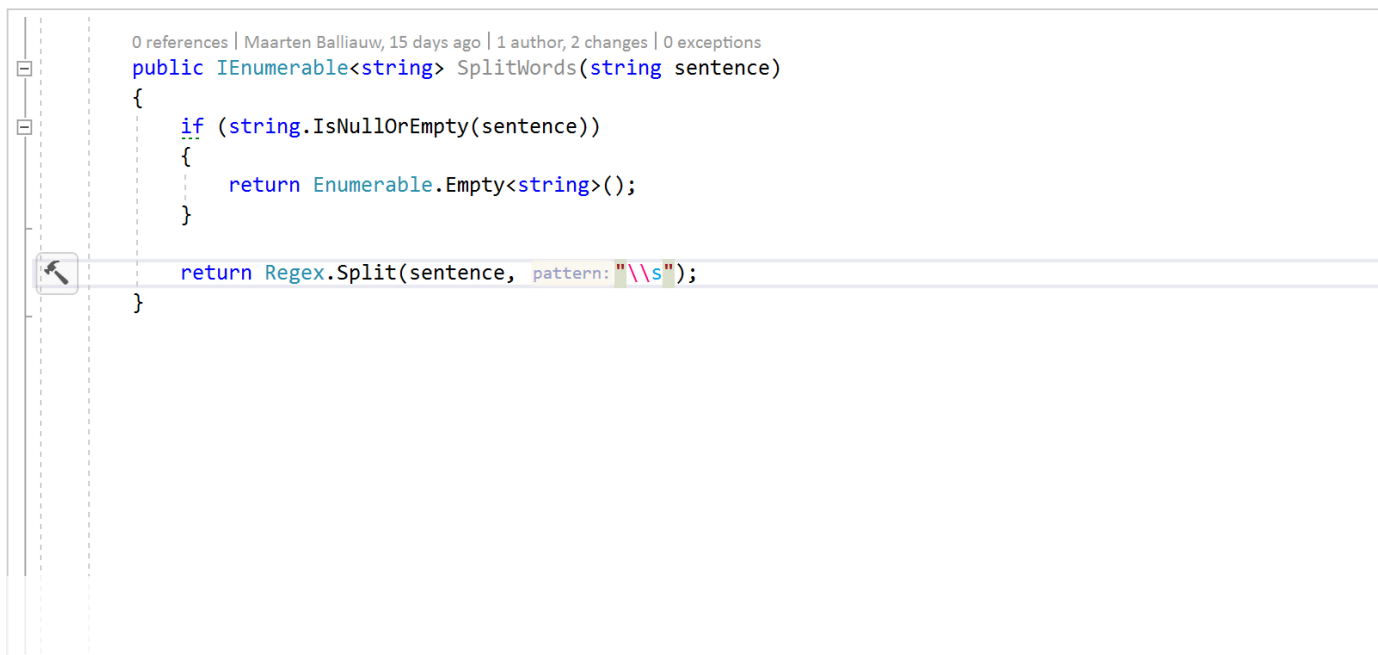 0 references | Maarten Balliauw, 15 days ago | 1 author, 2 changes | 0 exceptions
public IEnumerable<string> SplitWords(string sentence)
{
if (string.IsNullOrEmpty(sentence))
{
return Enumerable.Empty<string>();
}
return Regex.Split(sentence, pattern: "\\s");
}